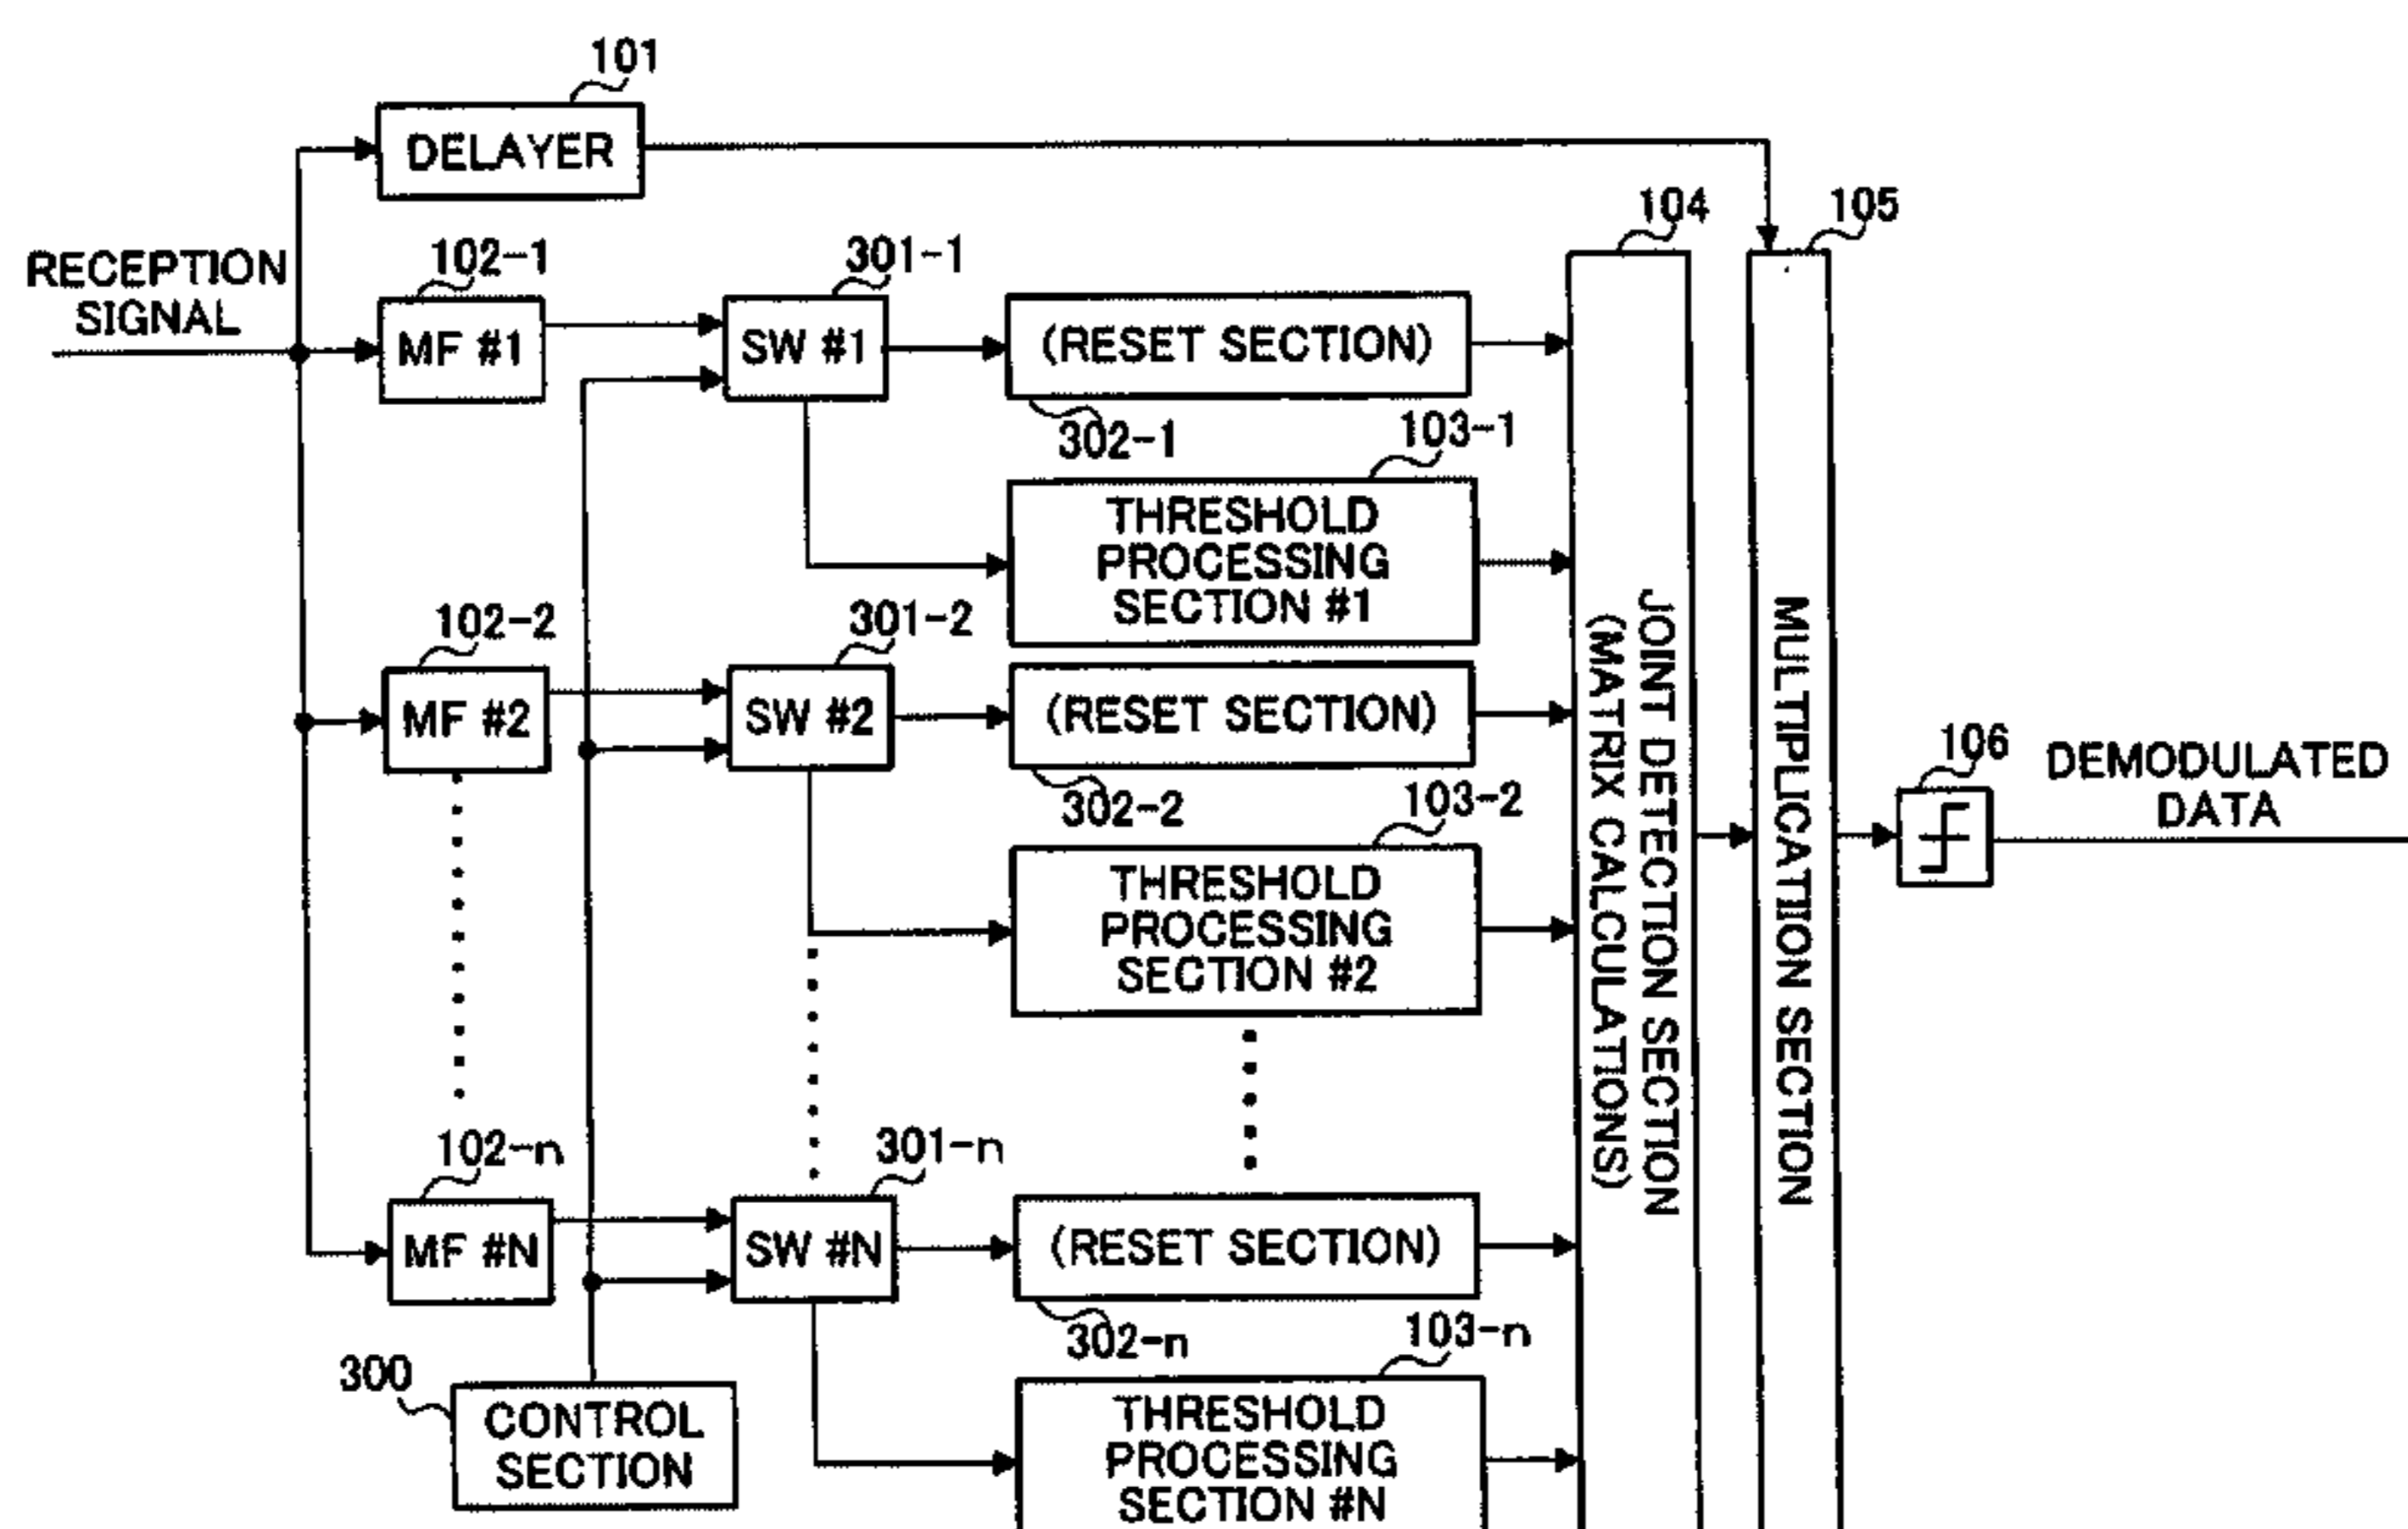 101
DELAYER
104
105
RECEPTION
SIGNAL
102-1
301-1
MF #1
SW #1
(RESET SECTION)
302-1
103-1
THRESHOLD
PROCESSING
SECTION #1
102-2
301-2
MF #2
SW #2
(RESET SECTION)
302-2
103-2
THRESHOLD
PROCESSING
SECTION #2
JOINT DETECTION SECTION
(MATRIX CALCULATIONS)
MULTIPLICATION SECTION
106
DEMODULATED
DATA
102-n
301-n
MF #N
SW #N
(RESET SECTION)
302-n
103-n
300
CONTROL
SECTION
THRESHOLD
PROCESSING
SECTION #N